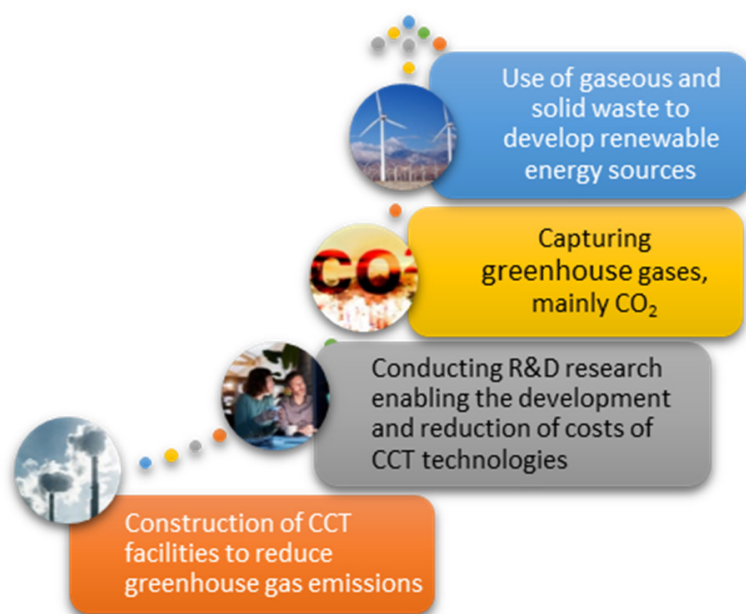 Use of gaseous and
solid waste to
develop renewable
energy sources
CO²
Capturing
greenhouse gases,
mainly CO₂
Conducting R&D research
enabling the development
and reduction of costs of
CCT technologies
Construction of CCT
facilities to reduce
greenhouse gas emissions